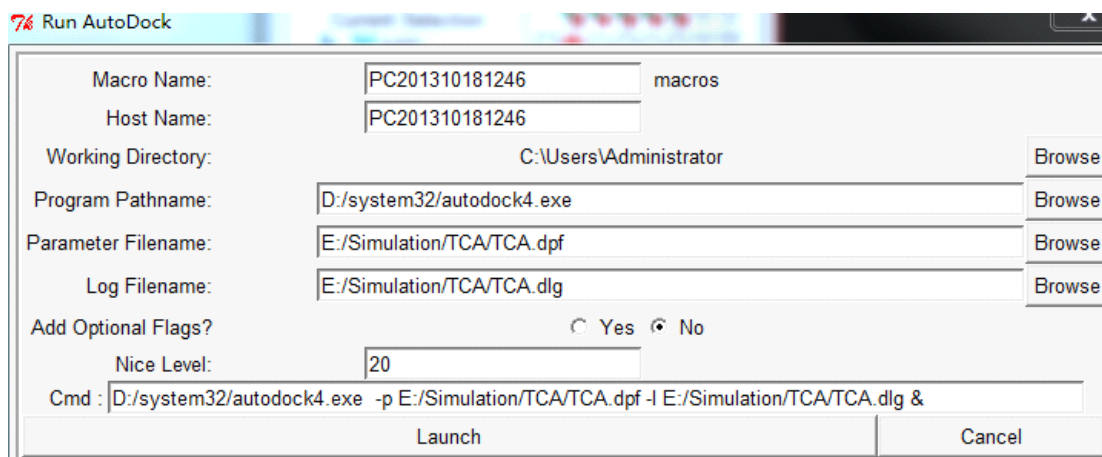 Run AutoDock
Macro Name: PC201310181246 macros
Host Name: PC201310181246
Working Directory: C:\Users\Administrator Browse
Program Pathname: D:/system32/autodock4.exe Browse
Parameter Filename: E:/Simulation/TCA/TCA.dpf Browse
Log Filename: E:/Simulation/TCA/TCA.dlg Browse
Add Optional Flags? Yes No
Nice Level: 20
Cmd : D:/system32/autodock4.exe -p E:/Simulation/TCA/TCA.dpf -l E:/Simulation/TCA/TCA.dlg &
Launch Cancel